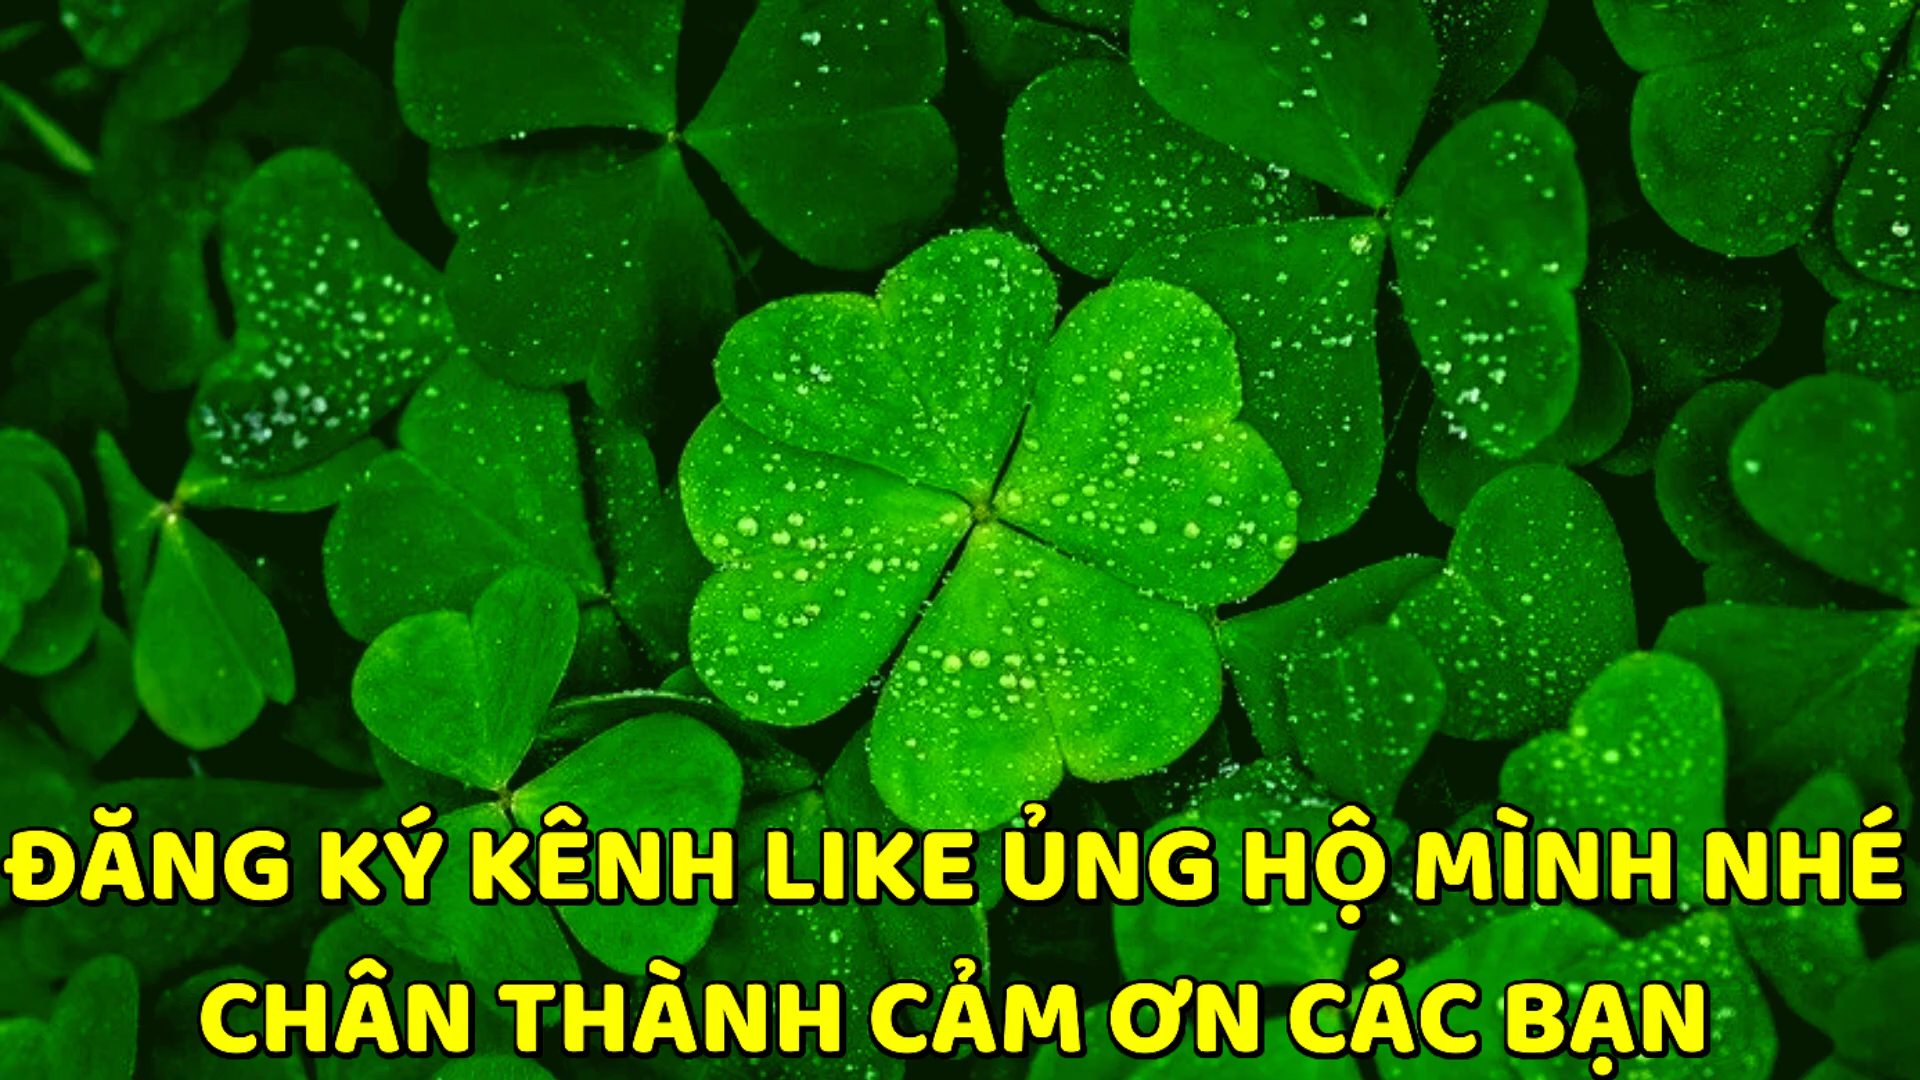 ĐĂNG KÝ KÊNH LIKE ỦNG HỘ MÌNH NHÉ
CHÂN THÀNH CẢM ƠN CÁC BẠN